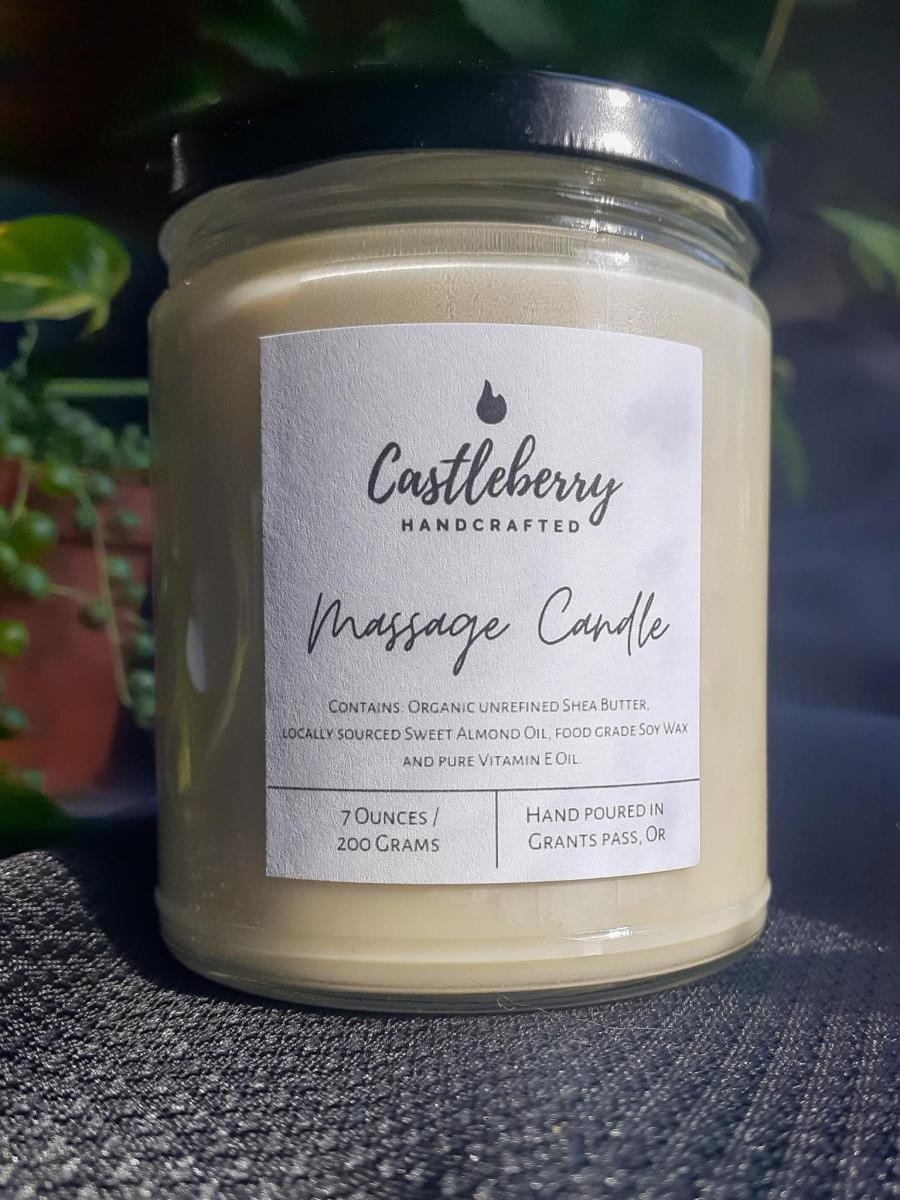 Castleberry
HANDCRAFTED
Massage Candle
Contains: Organic unrefined Shea Butter,
locally sourced Sweet Almond Oil, food grade Soy Wax
and pure Vitamin E Oil.
7 Ounces /
200 Grams
Hand poured in
Grants pass, Or